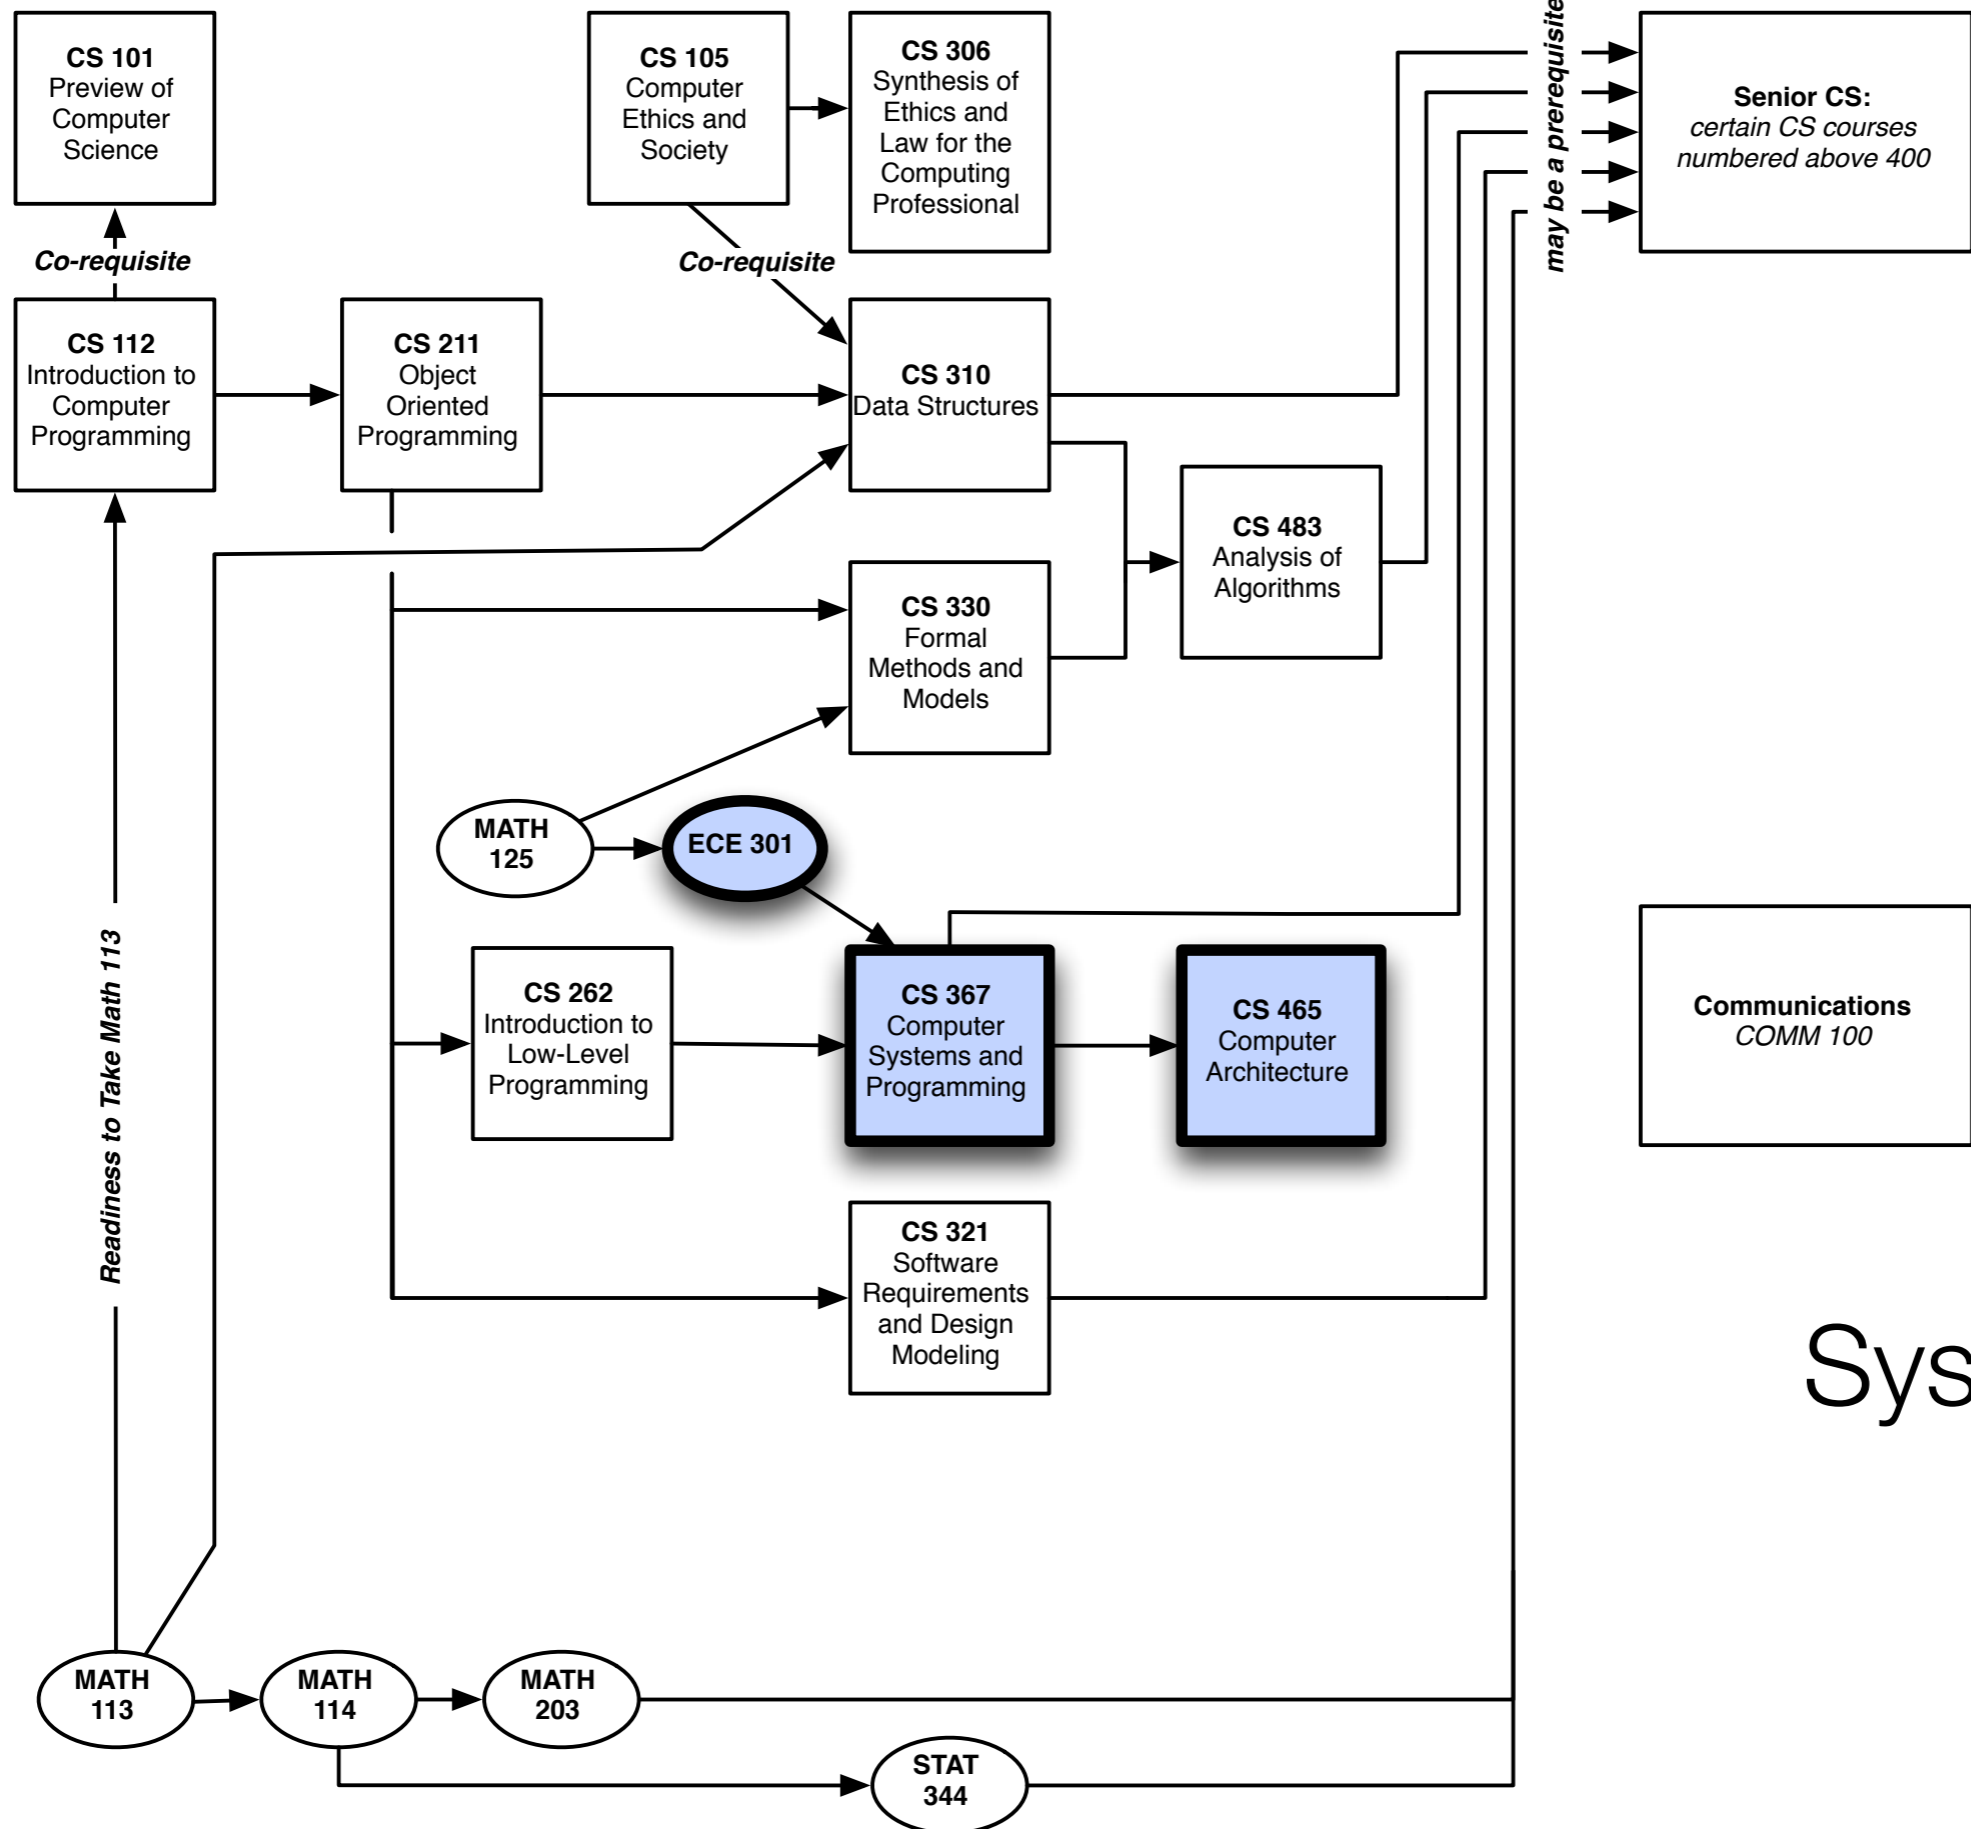 CS 101
Preview of
Computer
Science
CS 105
Computer
Ethics and
Society
CS 306
Synthesis of
Ethics and
Law for the
Computing
Professional
may be a prerequisite
Senior CS:
certain CS courses
numbered above 400
Co-requisite
Co-requisite
CS 112
Introduction to
Computer
Programming
CS 211
Object
Oriented
Programming
CS 310
Data Structures
CS 483
Analysis of
Algorithms
CS 330
Formal
Methods and
Models
MATH
125
ECE 301
Readiness to Take Math 113
CS 262
Introduction to
Low-Level
Programming
CS 367
Computer
Systems and
Programming
CS 465
Computer
Architecture
Communications
COMM 100
CS 321
Software
Requirements
and Design
Modeling
Sys
MATH
113
MATH
114
MATH
203
STAT
344